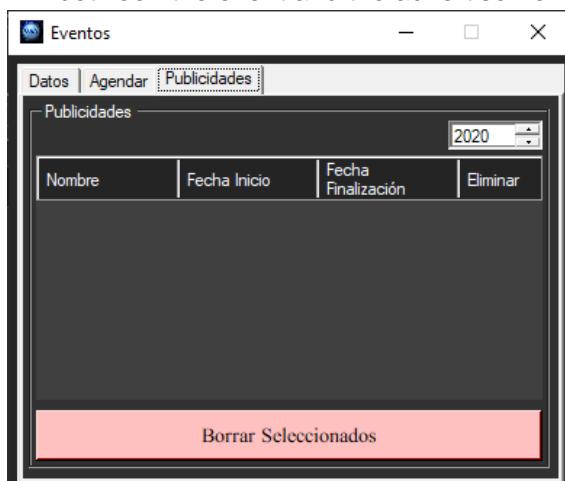 Eventos
Datos Agendar Publicidades
Publicidades
2020
Nombre Fecha Inicio Fecha Finalización Eliminar
Borrar Seleccionados